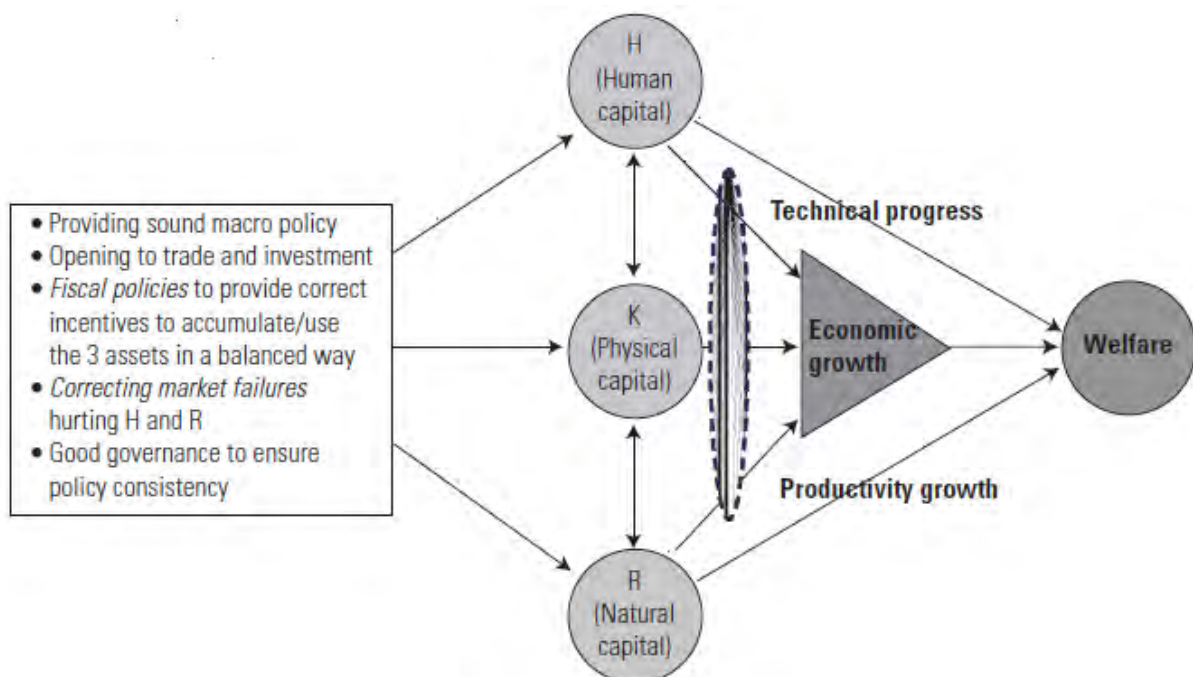 H
(Human
capital)
• Providing sound macro policy
• Opening to trade and investment
• Fiscal policies to provide correct
incentives to accumulate/use
the 3 assets in a balanced way
• Correcting market failures
hurting H and R
• Good governance to ensure
policy consistency
K
(Physical
capital)
Technical progress
Economic
growth
Welfare
Productivity growth
R
(Natural
capital)